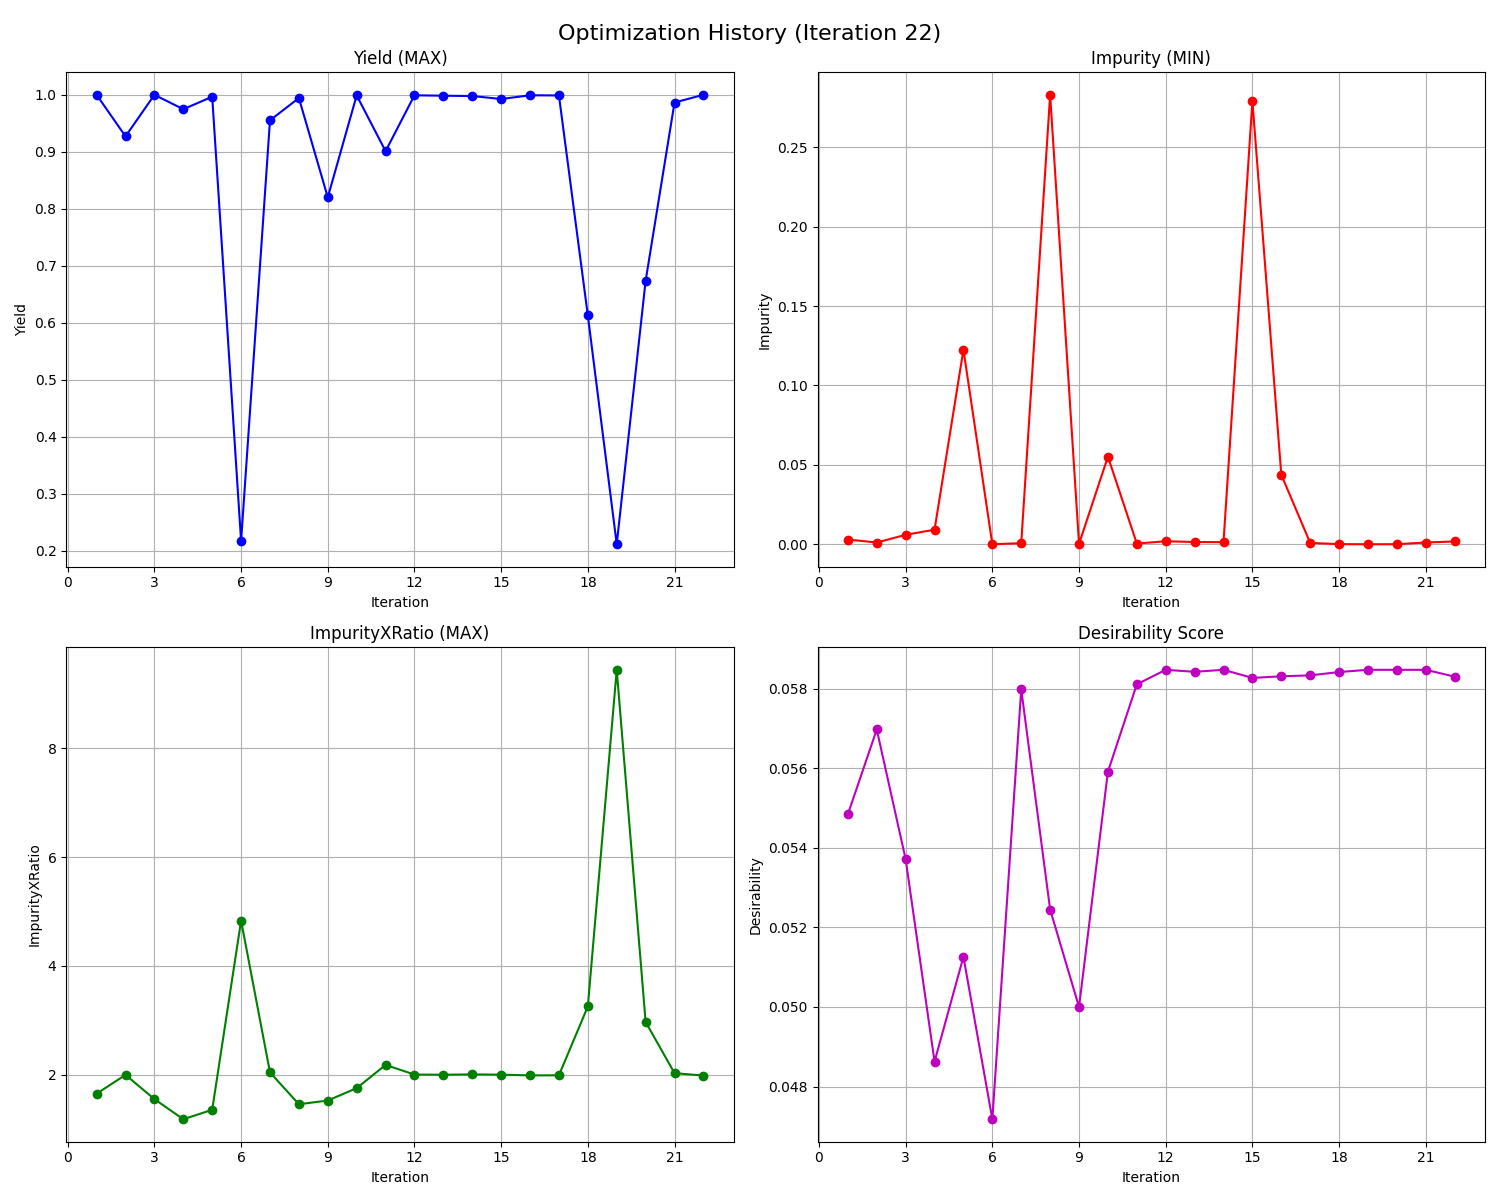 Optimization History (Iteration 22)
Yield (MAX)
1.0
0.9
0.8
0.7
0.6
0.5
0.4
0.3
0.2
Yield
0 3 6 9 12 15 18 21
Iteration
Impurity (MIN)
0.25
0.20
0.15
0.10
0.05
0.00
Impurity
0 3 6 9 12 15 18 21
Iteration
ImpurityXRatio (MAX)
8
6
4
2
ImpurityXRatio
0 3 6 9 12 15 18 21
Iteration
Desirability Score
0.058
0.056
0.054
0.052
0.050
0.048
Desirability
0 3 6 9 12 15 18 21
Iteration